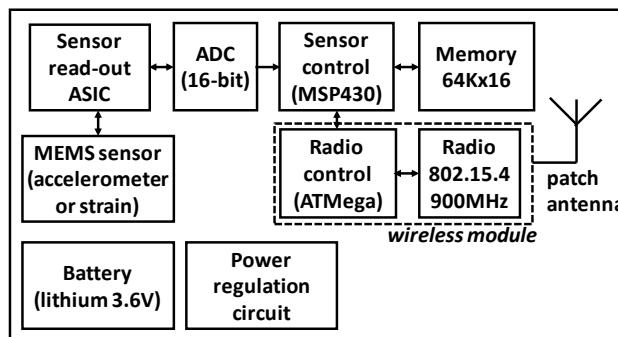 Sensor
read-out
ASIC
ADC
(16-bit)
Sensor
control
(MSP430)
Memory
64Kx16
MEMS sensor
(accelerometer
or strain)
Radio
control
(ATMega)
Radio
802.15.4
900MHz
patch
antenna
wireless module
Battery
(lithium 3.6V)
Power
regulation
circuit